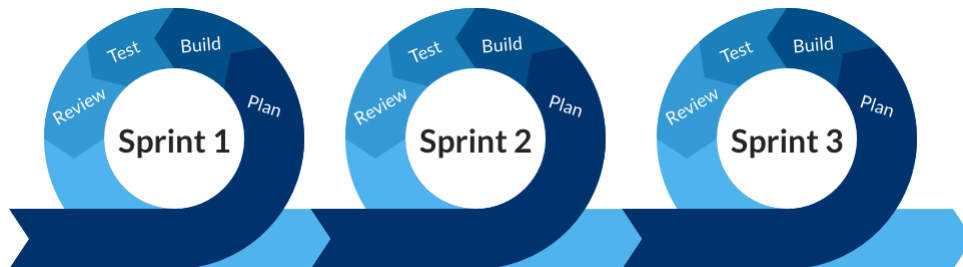 Test
Build
Review
Plan
Sprint 1
Test
Build
Review
Plan
Sprint 2
Test
Build
Review
Plan
Sprint 3